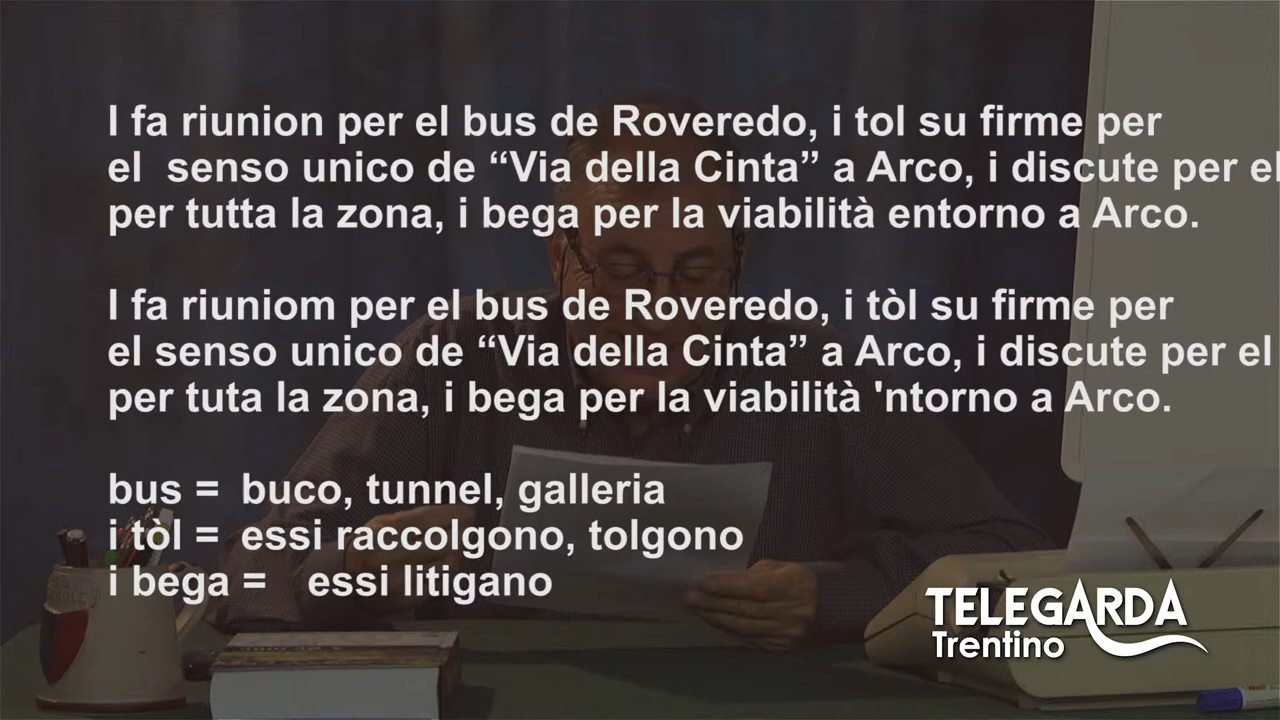 I fa riunion per el bus de Roveredo, i tol su firme per
el  senso unico de “Via della Cinta” a Arco, i discute per el
per tutta la zona, i bega per la viabilità entorno a Arco.
I fa riuniom per el bus de Roveredo, i tòl su firme per
el senso unico de “Via della Cinta” a Arco, i discute per el
per tuta la zona, i bega per la viabilità 'ntorno a Arco.
bus =  buco, tunnel, galleria
i tòl =  essi raccolgono, tolgono
i bega =    essi litigano
TELEGARDA
Trentino